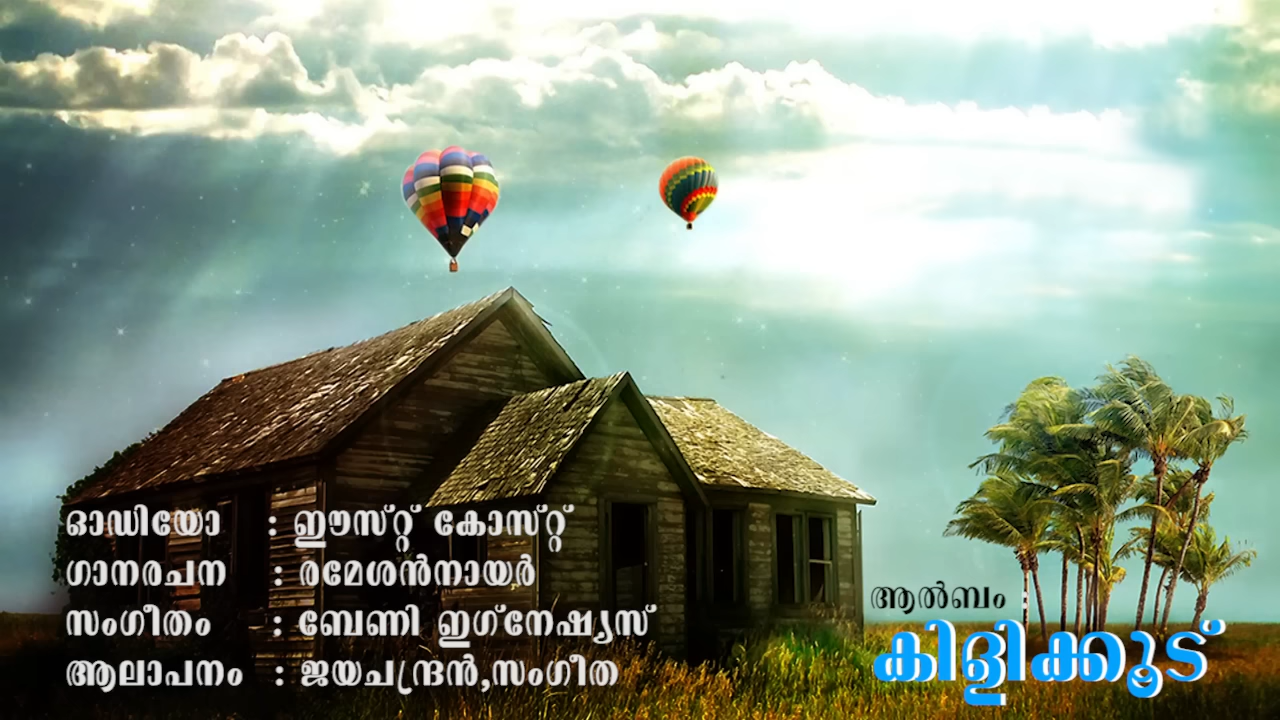 ഓഡിയോ : ഈസ്റ്റ് കോസ്റ്റ്
ഗാനരചന : രമേശൻനായർ
സംഗീതം : ബേണി ഇഗ്‌നേഷ്യസ്
ആലാപനം : ജയചന്ദ്രൻ,സംഗീത
ആൽബം :
കിളിക്കൂട്